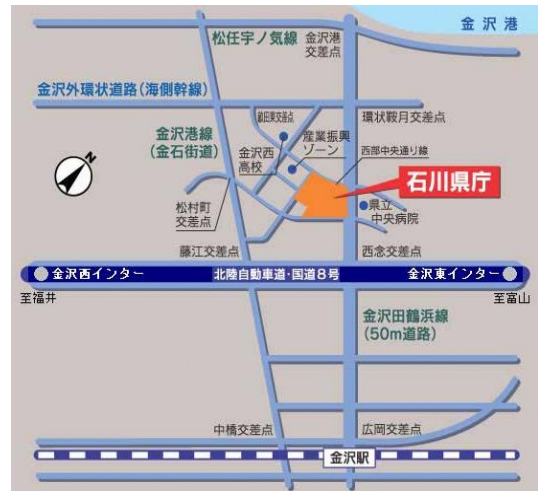 金沢港
松任宇ノ気線
金沢港
交差点
金沢外環状道路(海側幹線)
畝田東交差点
環状鞍月交差点
金沢港線
(金石街道)
産業振興
ゾーン
西部中央通り線
金沢西
高校
N
石川県庁
松村町
交差点
県立
中央病院
藤江交差点
西念交差点
金沢西インター
北陸自動車道・国道8号
金沢東インター
至福井
至富山
金沢田鶴浜線
(50m道路)
中橋交差点
広岡交差点
金沢駅